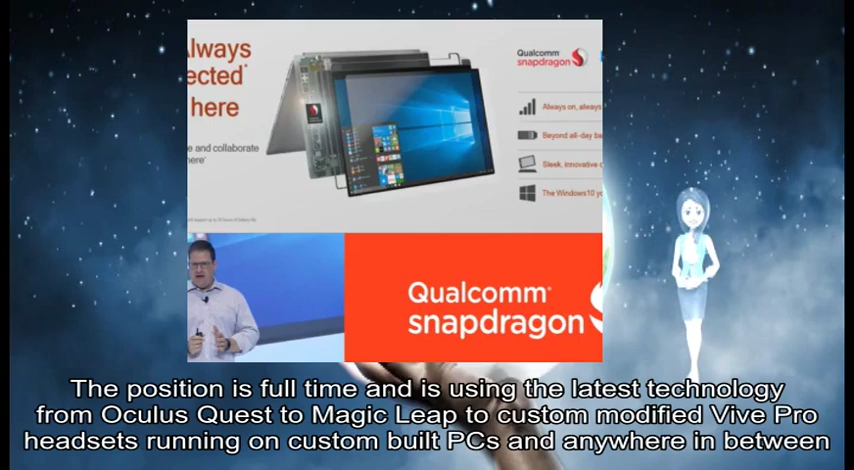 Always
ected*
here
e and collaborate
here*
Qualcomm
snapdragon
Always on, always
Beyond all-day ba
Sleek, innovative
The Windows10 yo
Qualcomm
snapdragon
The position is full time and is using the latest technology
from Oculus Quest to Magic Leap to custom modified Vive Pro
headsets running on custom built PCs and anywhere in between